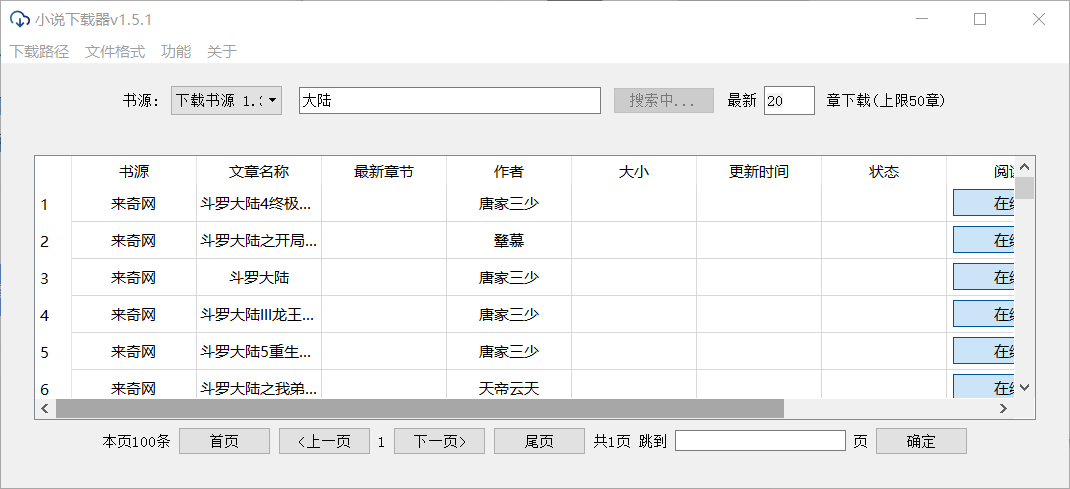 小说下载器v1.5.1
下载路径 文件格式 功能 关于
书源: 下载书源 1.: 大陆 搜索中... 最新 20 章下载(上限50章)
书源 文章名称 最新章节 作者 大小 更新时间 状态 阅读
1 来奇网 斗罗大陆4终极... 唐家三少 在线
2 来奇网 斗罗大陆之开局... 鼙慕 在线
3 来奇网 斗罗大陆 唐家三少 在线
4 来奇网 斗罗大陆III龙王... 唐家三少 在线
5 来奇网 斗罗大陆5重生... 唐家三少 在线
6 来奇网 斗罗大陆之我弟... 天帝云天 在线
本页100条 首页 <上一页 1 下一页> 尾页 共1页 跳到 页 确定